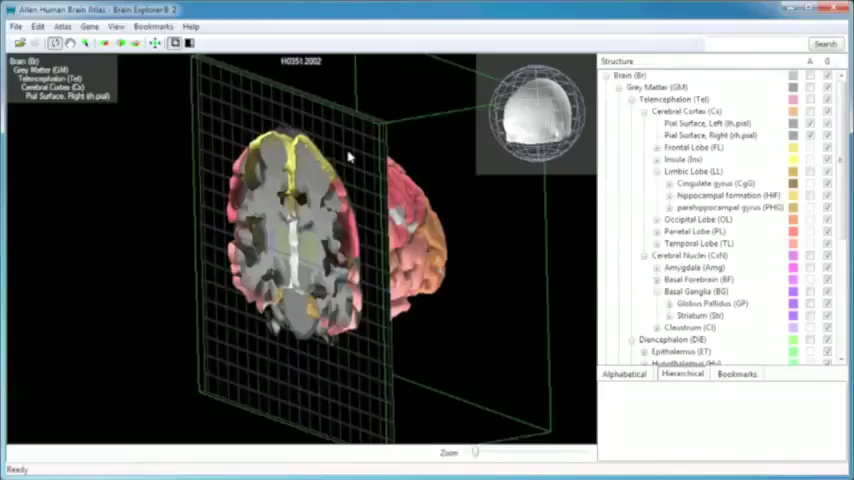 Allen Human Brain Atlas - Brain Explorer® 2
File Edit Atlas Gene View Bookmarks Help
Search
Brain (Br)
Grey Matter (GM)
Telencephalon (Tel)
Cerebral Cortex (Cx)
Pial Surface, Right (rh.pial)
H0351.2002
Structure A G
Brain (Br)
Grey Matter (GM)
Telencephalon (Tel)
Cerebral Cortex (Cx)
Pial Surface, Left (lh.pial)
Pial Surface, Right (rh.pial)
Frontal Lobe (FL)
Insula (Ins)
Limbic Lobe (LL)
Cingulate gyrus (CgG)
hippocampal formation (HiF)
parahippocampal gyrus (PHG)
Occipital Lobe (OL)
Parietal Lobe (PL)
Temporal Lobe (TL)
Cerebral Nuclei (CxN)
Amygdala (Amg)
Basal Forebrain (BF)
Basal Ganglia (BG)
Globus Pallidus (GP)
Striatum (Str)
Claustrum (Cl)
Diencephalon (DiE)
Epithalamus (ET)
Hypothalamus (Hy)
Alphabetical Hierarchical Bookmarks
Zoom
Ready